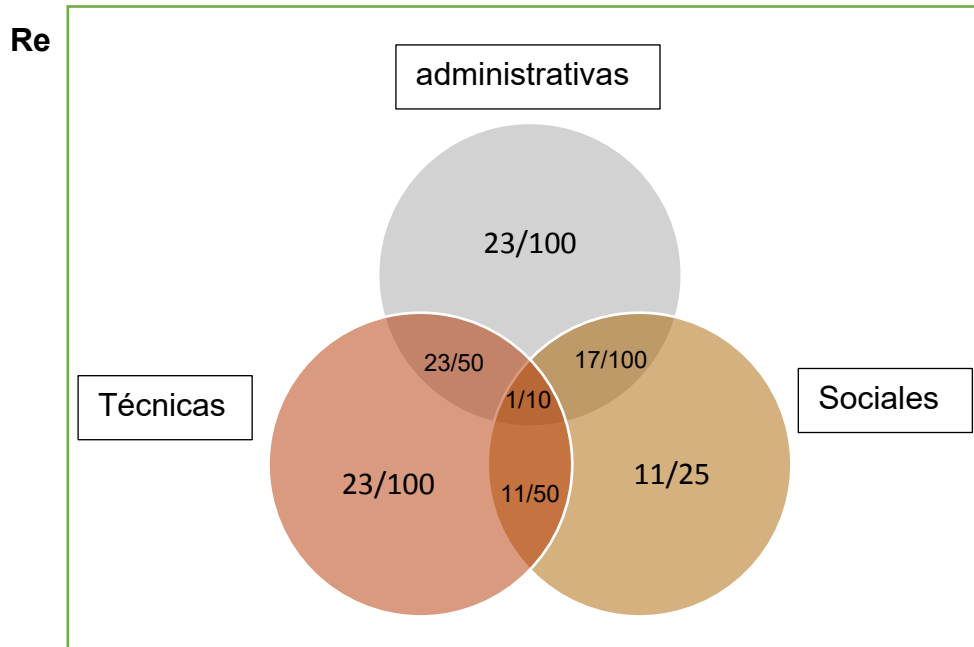 Re
administrativas
23/100
23/50
17/100
1/10
Técnicas
Sociales
23/100
11/50
11/25